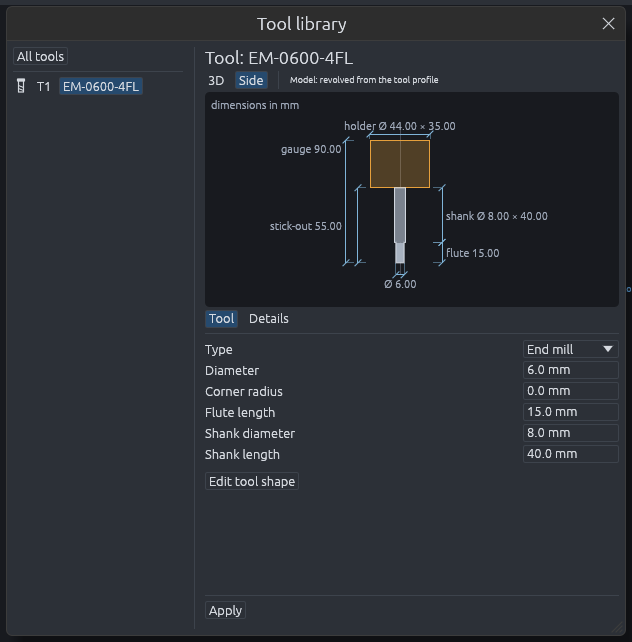 Tool library
All tools
T1 EM-0600-4FL
Tool: EM-0600-4FL
3D Side Model: revolved from the tool profile
dimensions in mm
holder Ø 44.00 × 35.00
gauge 90.00
stick-out 55.00
shank Ø 8.00 × 40.00
flute 15.00
Ø 6.00
Tool Details
Type End mill
Diameter 6.0 mm
Corner radius 0.0 mm
Flute length 15.0 mm
Shank diameter 8.0 mm
Shank length 40.0 mm
Edit tool shape
Apply